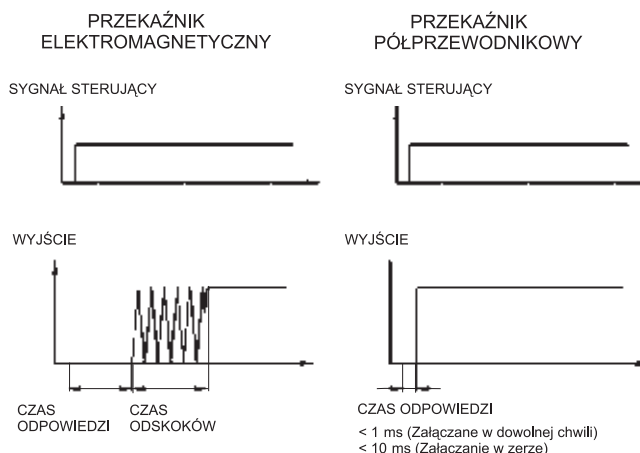 PRZEKAŹNIK
ELEKTROMAGNETYCZNY
SYGNAŁ STERUJĄCY
WYJŚCIE
CZAS
ODPOWIEDZI
CZAS
ODSKOKÓW
PRZEKAŹNIK
PÓŁPRZEWODNIKOWY
SYGNAŁ STERUJĄCY
WYJŚCIE
CZAS ODPOWIEDZI
< 1 ms (Załączane w dowolnej chwili)
< 10 ms (Załączanie w zerze)